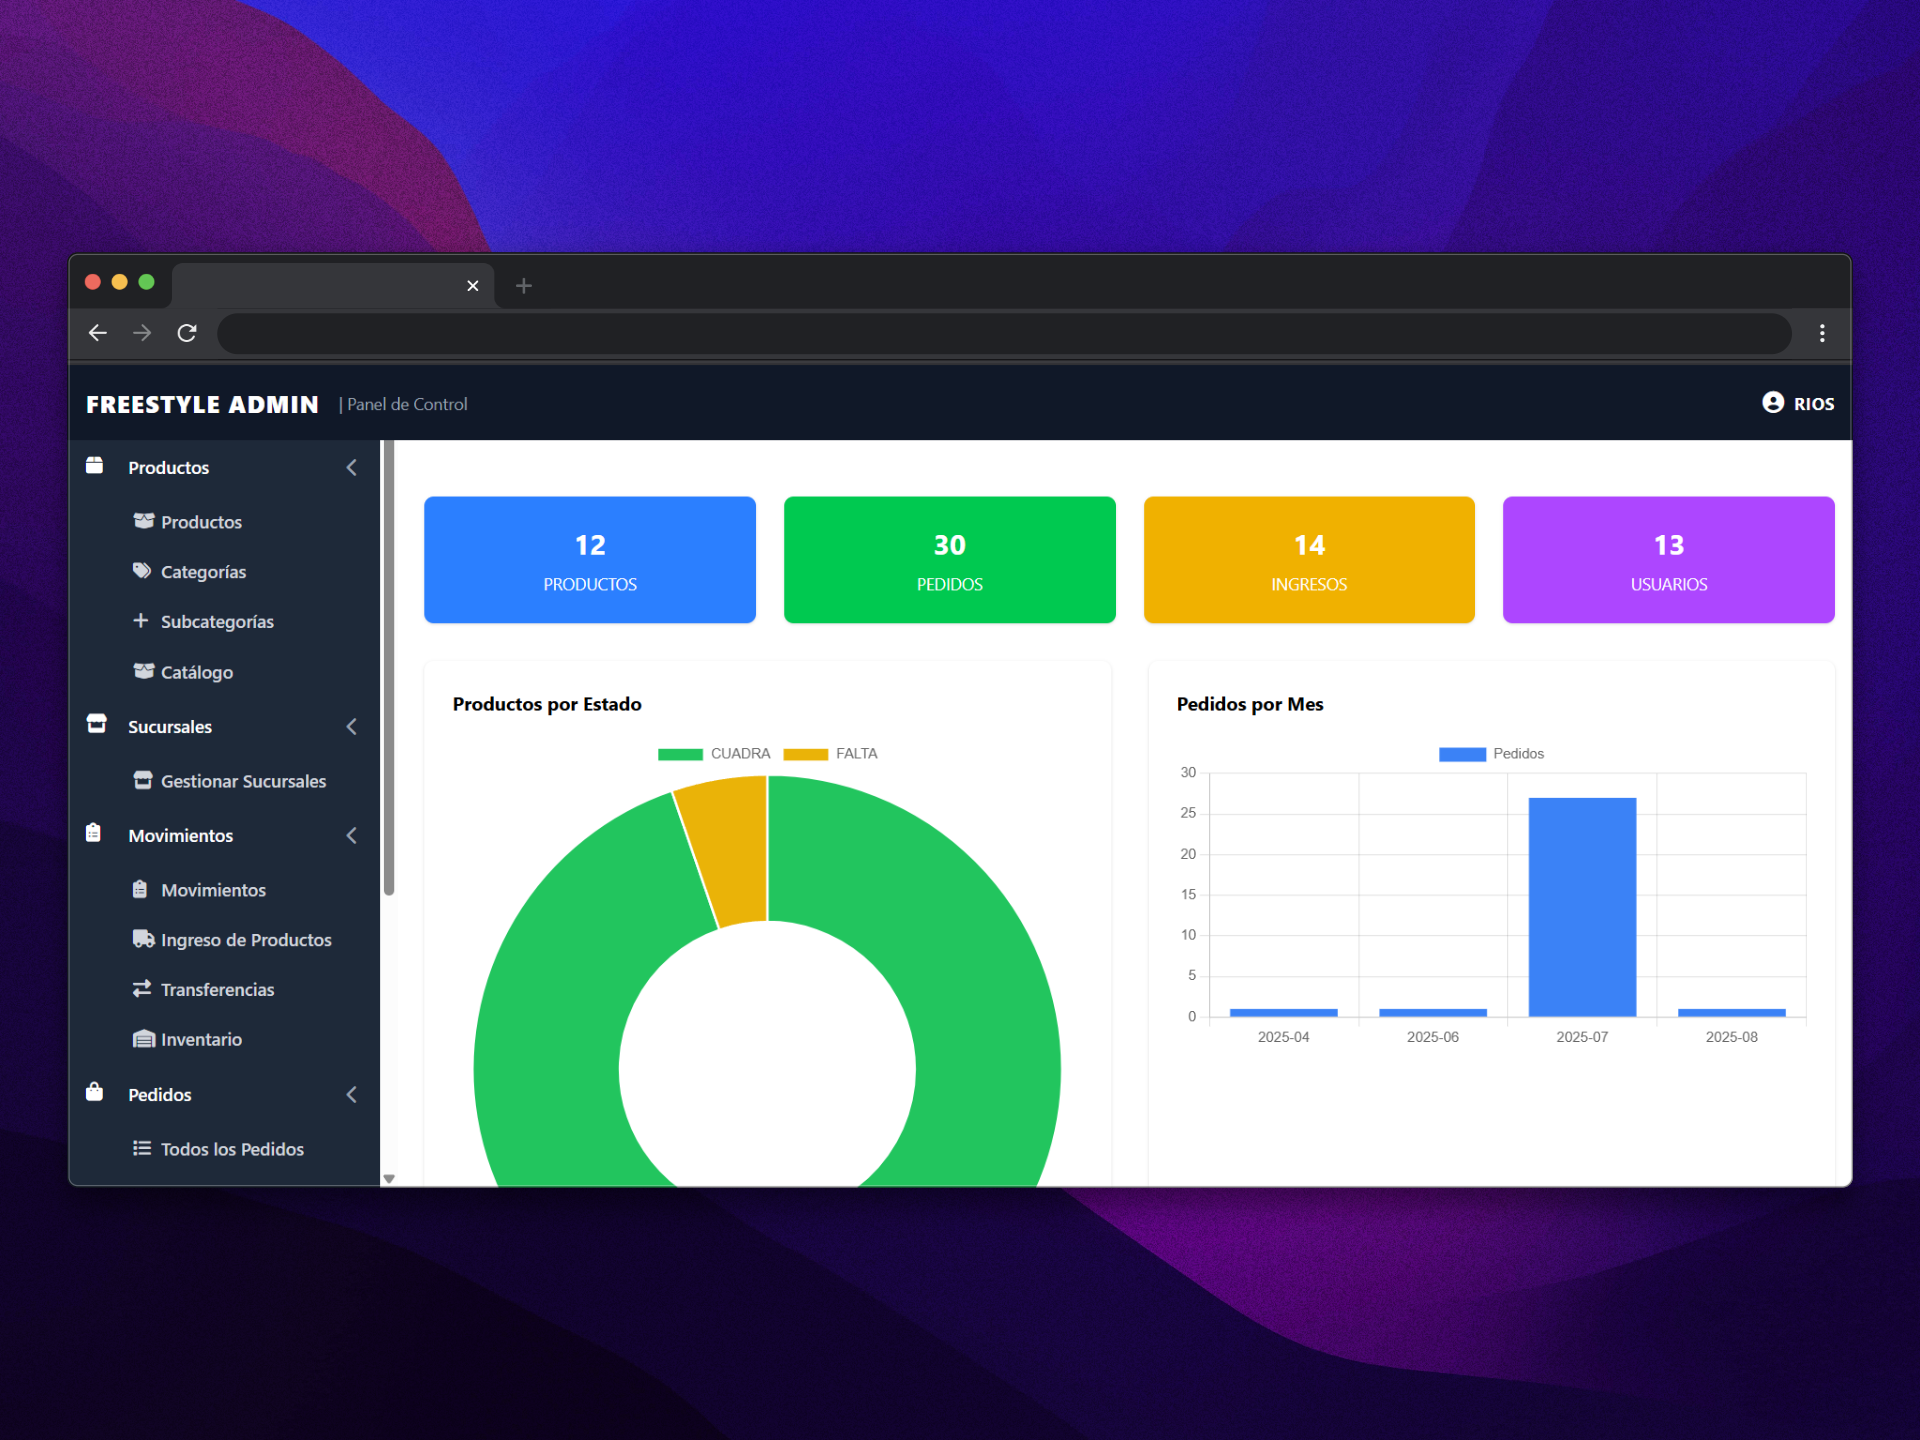 FREESTYLE ADMIN | Panel de Control
RIOS
Productos
Productos
Categorías
Subcategorías
Catálogo
Sucursales
Gestionar Sucursales
Movimientos
Movimientos
Ingreso de Productos
Transferencias
Inventario
Pedidos
Todos los Pedidos
12
PRODUCTOS
30
PEDIDOS
14
INGRESOS
13
USUARIOS
Productos por Estado
CUADRA FALTA
Pedidos por Mes
Pedidos
30
25
20
15
10
5
0
2025-04 2025-06 2025-07 2025-08